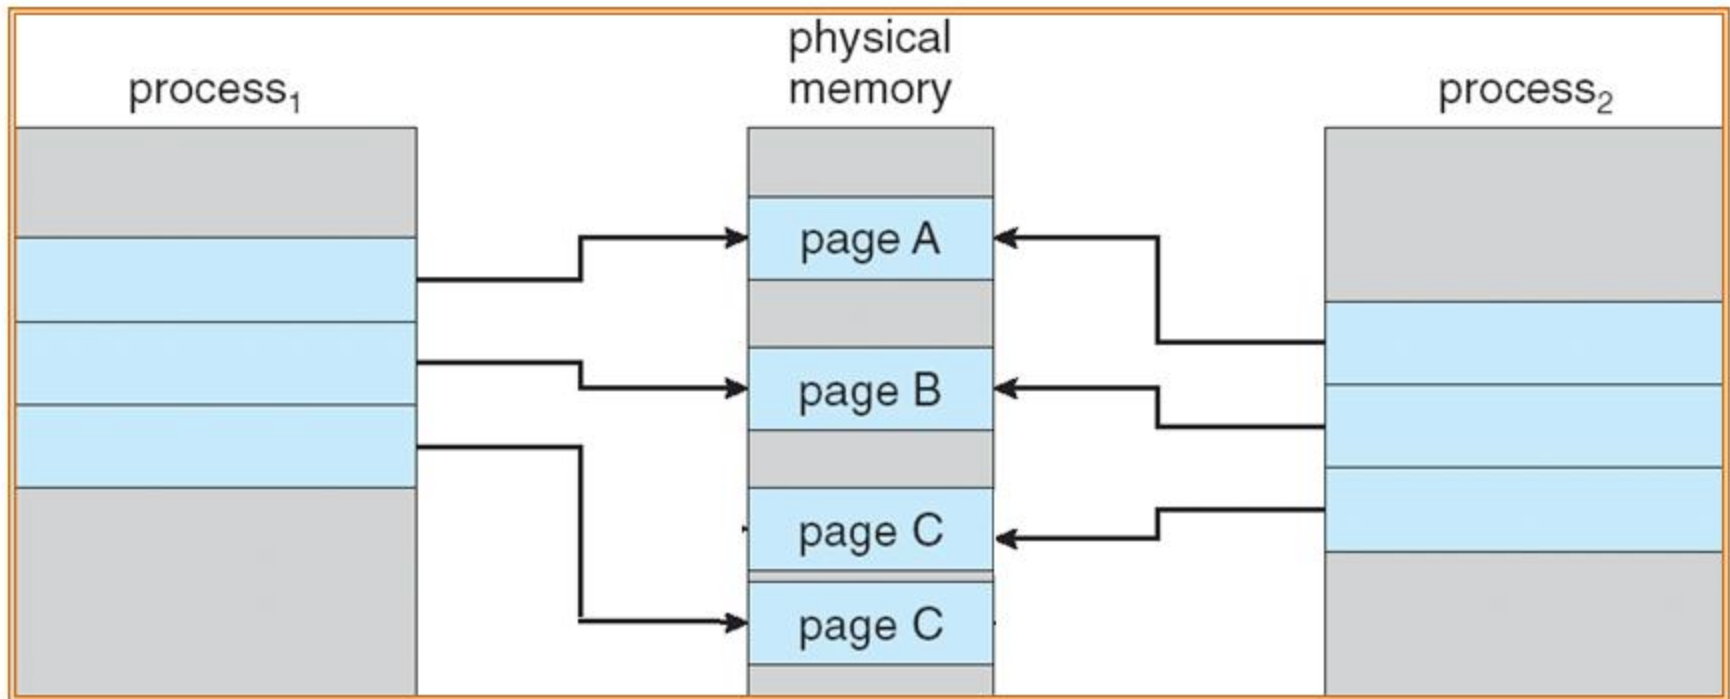 process₁
physical
memory
process₂
page A
page B
page C
page C